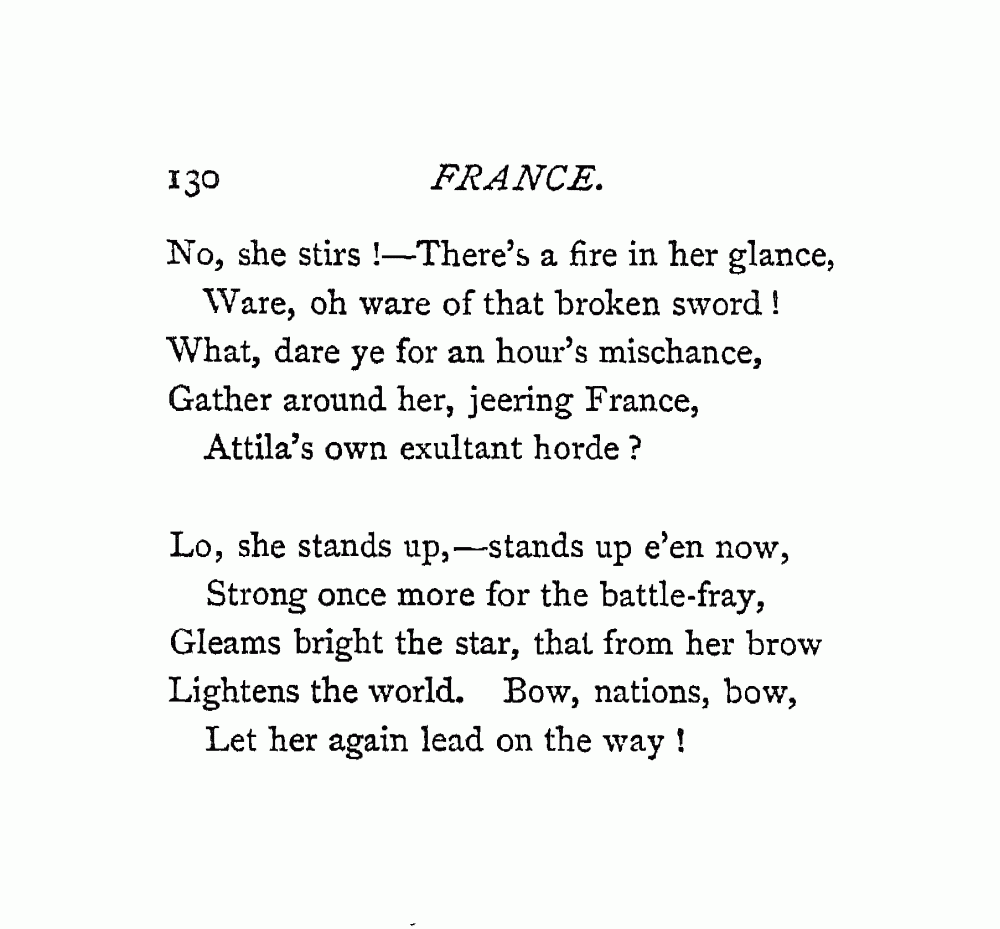 130 FRANCE.
No, she stirs !—There's a fire in her glance,
Ware, oh ware of that broken sword !
What, dare ye for an hour's mischance,
Gather around her, jeering France,
Attila's own exultant horde ?
Lo, she stands up,—stands up e'en now,
Strong once more for the battle-fray,
Gleams bright the star, that from her brow
Lightens the world. Bow, nations, bow,
Let her again lead on the way !